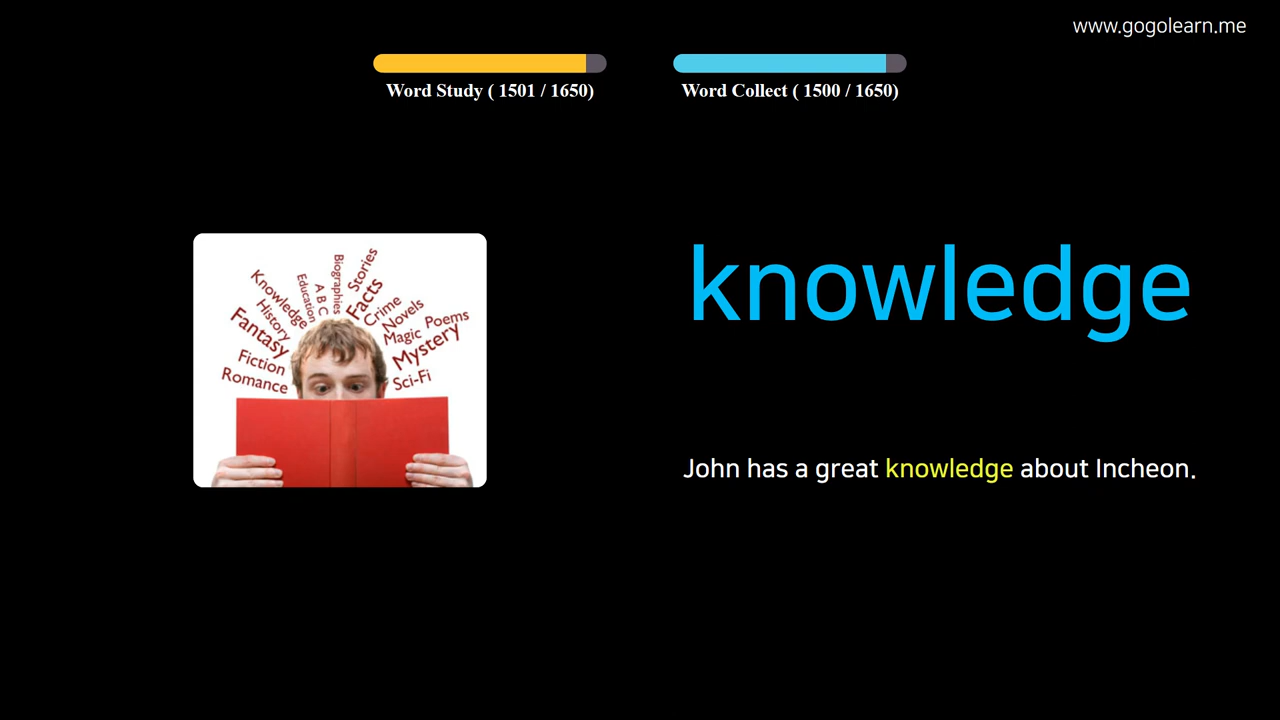 www.gogolearn.me
Word Study ( 1501 / 1650)
Word Collect ( 1500 / 1650)
knowledge
John has a great knowledge about Incheon.
Knowledge
History
Fantasy
Fiction
Romance
Education
A B C
Biographies
Stories
Facts
Crime
Novels
Magic
Poems
Mystery
Sci-Fi